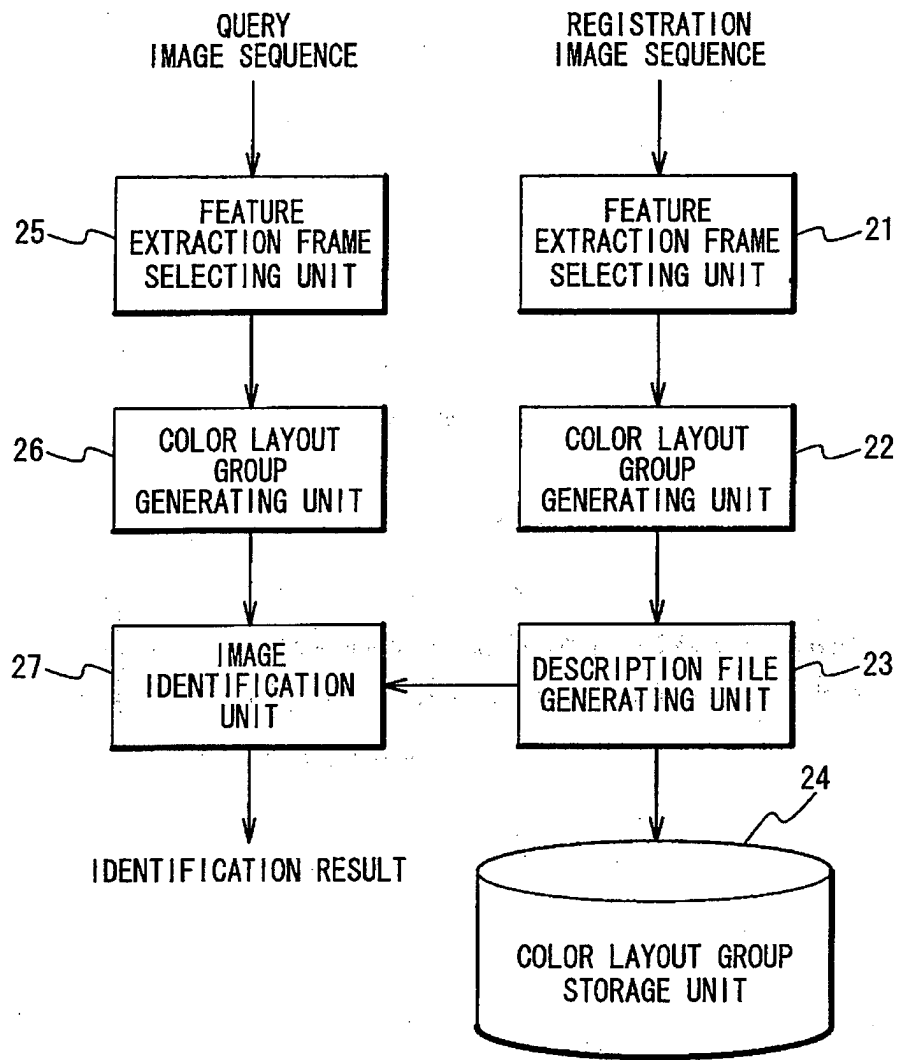 QUERY
IMAGE SEQUENCE
REGISTRATION
IMAGE SEQUENCE
25
FEATURE
EXTRACTION FRAME
SELECTING UNIT
FEATURE
EXTRACTION FRAME
SELECTING UNIT
21
26
COLOR LAYOUT
GROUP
GENERATING UNIT
COLOR LAYOUT
GROUP
GENERATING UNIT
22
27
IMAGE
IDENTIFICATION
UNIT
DESCRIPTION FILE
GENERATING UNIT
23
24
IDENTIFICATION RESULT
COLOR LAYOUT GROUP
STORAGE UNIT